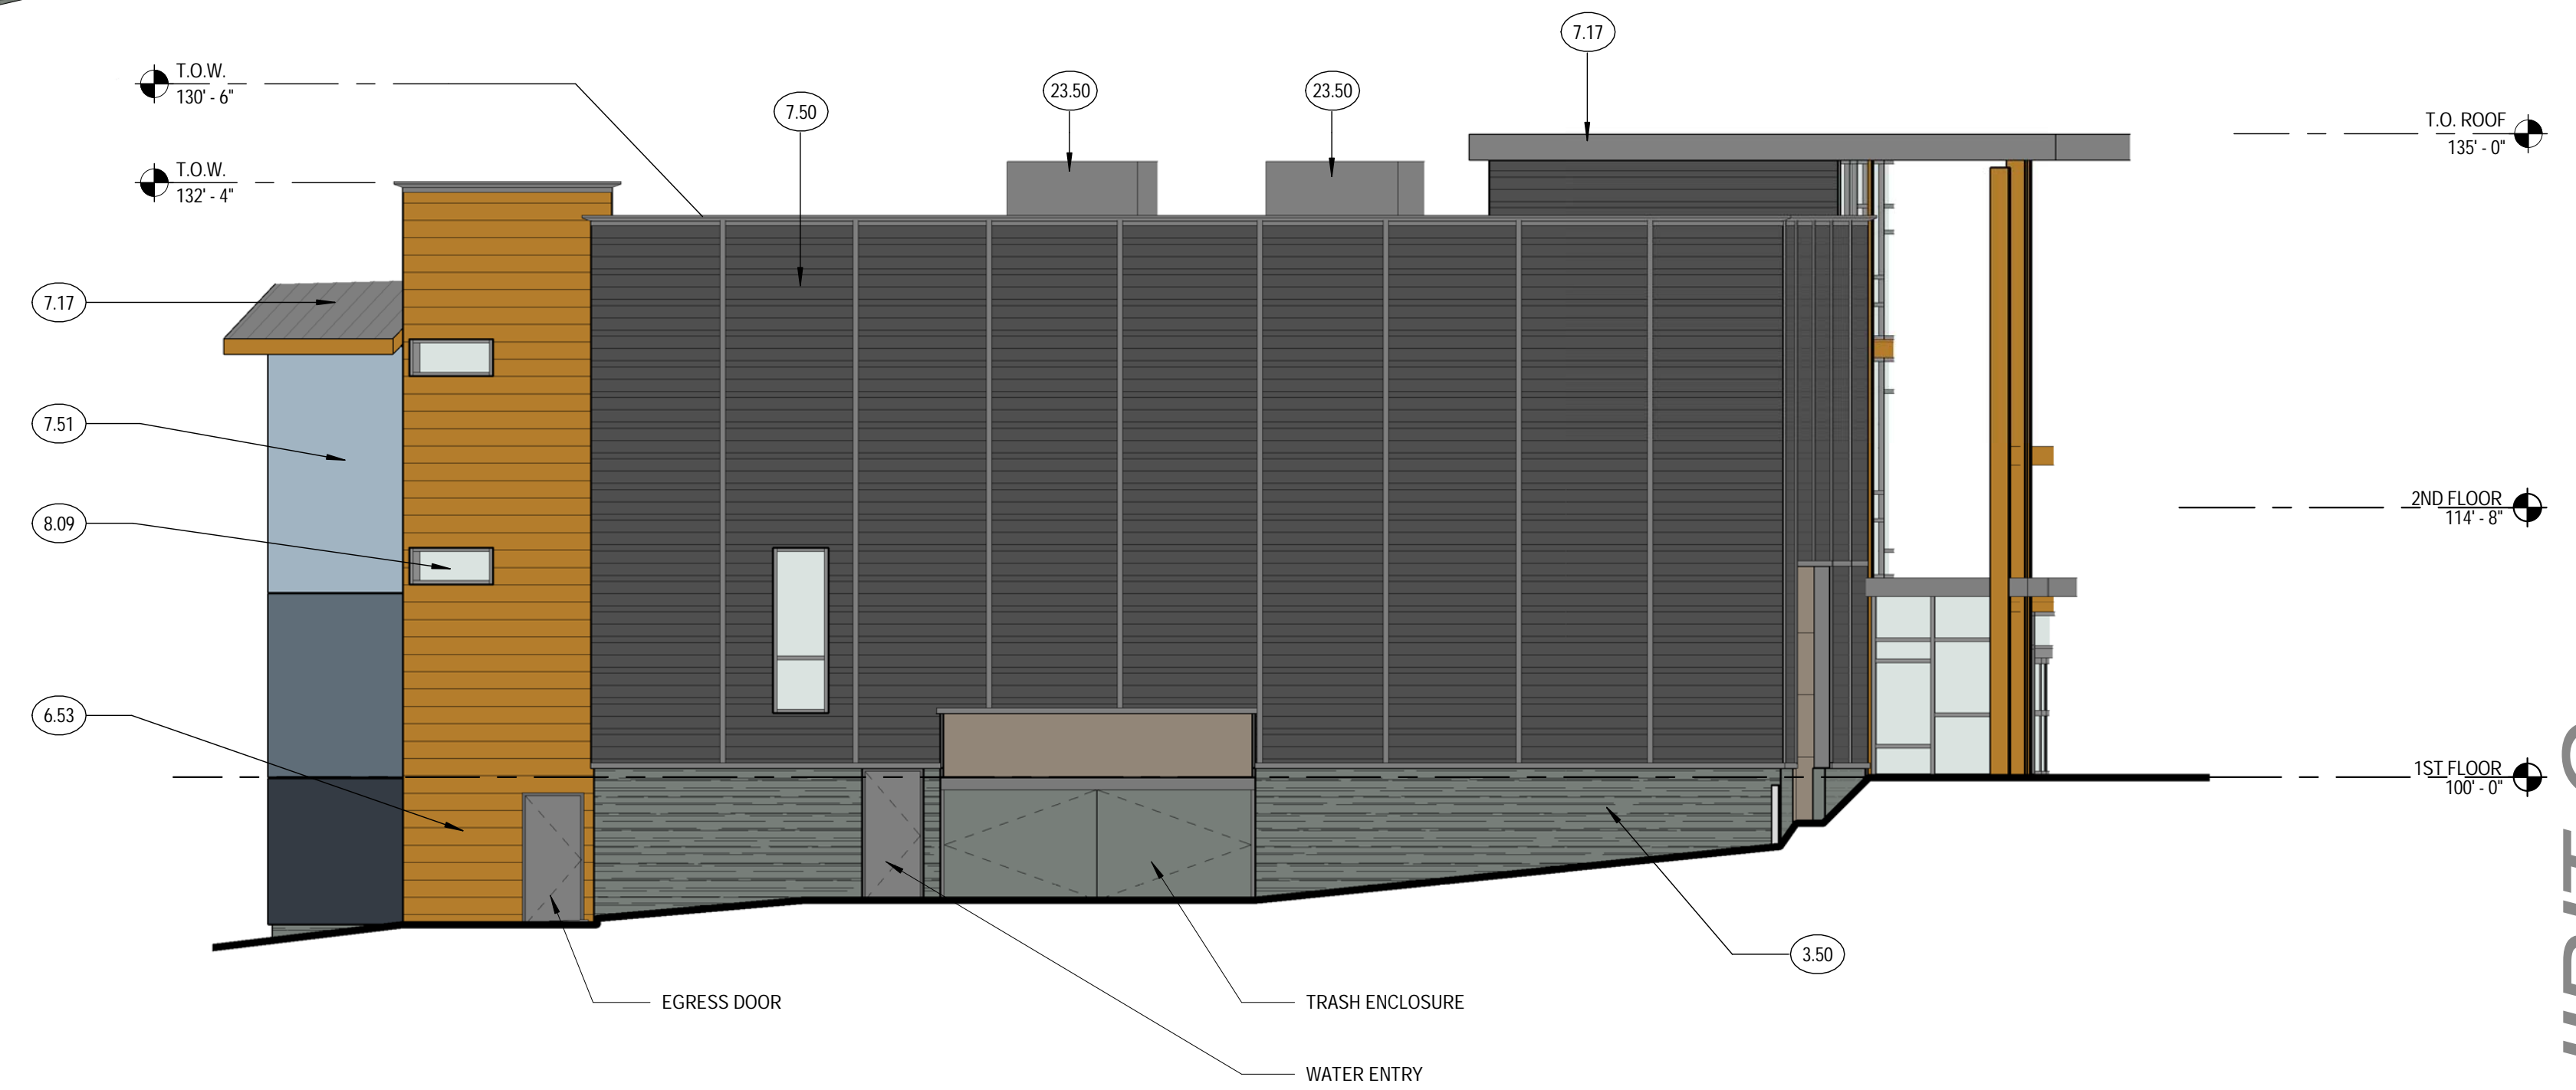 7.17
T.O.W.
130' - 6"
23.50
23.50
7.50
T.O. ROOF
135' - 0"
T.O.W.
132' - 4"
7.17
7.51
2ND FLOOR
114' - 8"
8.09
6.53
1ST FLOOR
100' - 0"
3.50
EGRESS DOOR
TRASH ENCLOSURE
WATER ENTRY